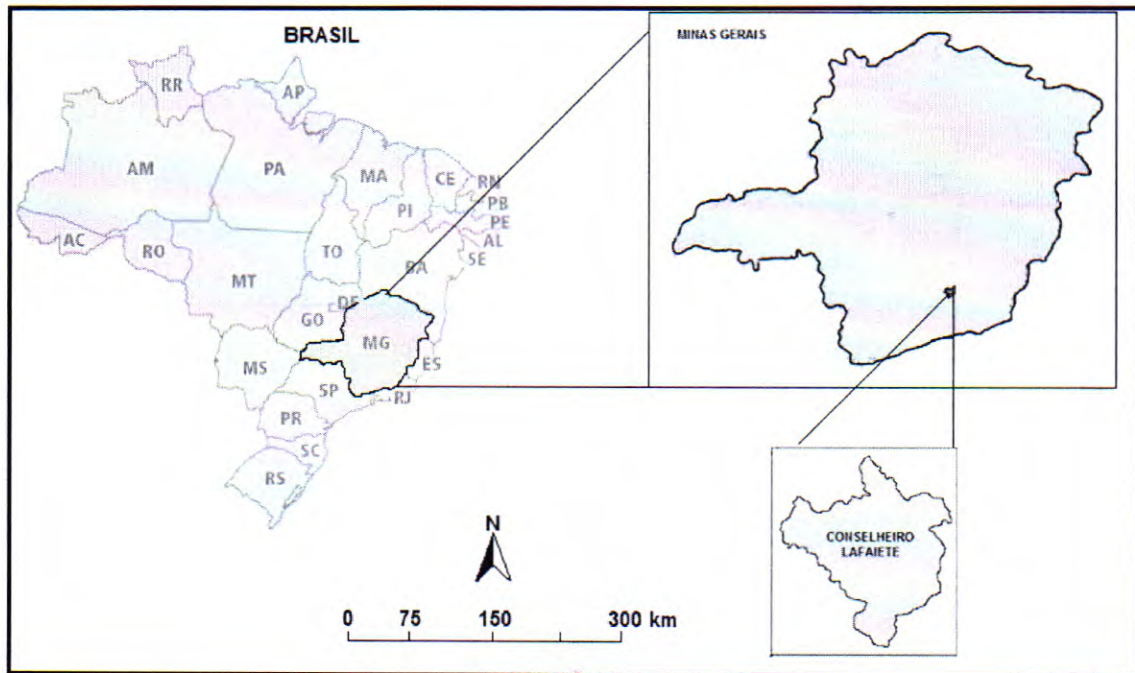 BRASIL
MINAS GERAIS
RR
AP
AM
PA
MA
CE
RN
PB
PI
PE
AL
AC
RO
TO
SE
BA
MT
DF
GO
MG
ES
MS
SP
RJ
PR
SC
RS
N
0 75 150 300 km
CONSELHEIRO
LAFAIETE